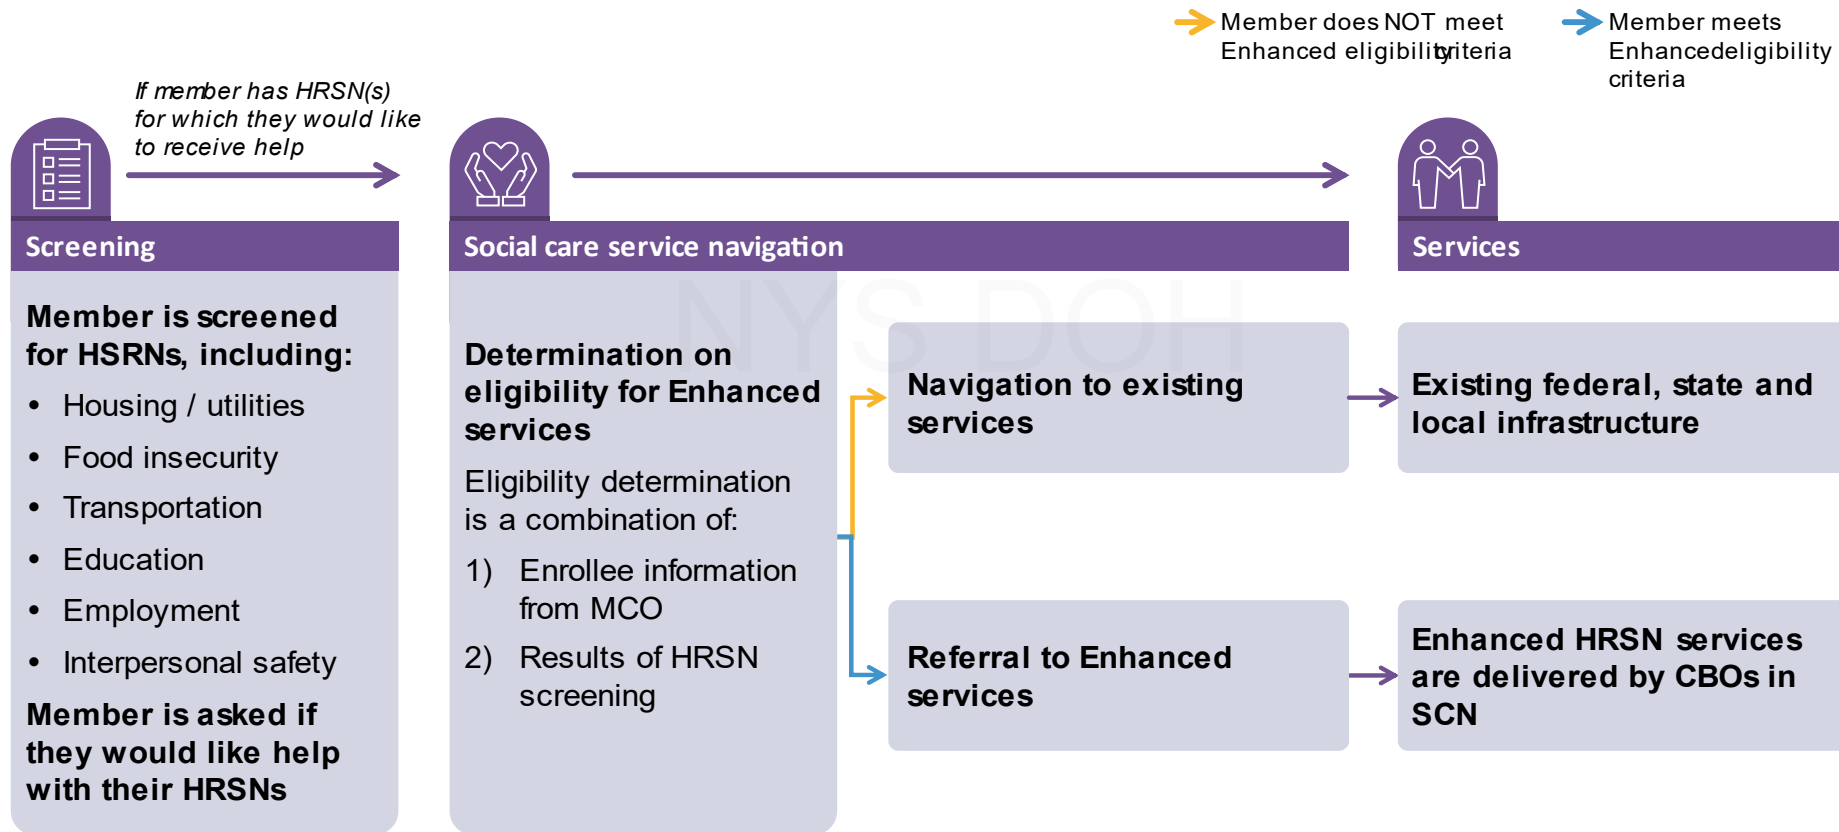 Member does NOT meet
Enhanced eligibility criteria
Member meets
Enhanced eligibility
criteria
If member has HRSN(s)
for which they would like
to receive help
Screening
Member is screened
for HSRNs, including:
• Housing / utilities
• Food insecurity
• Transportation
• Education
• Employment
• Interpersonal safety
Member is asked if
they would like help
with their HRSNs
Social care service navigation
Determination on
eligibility for Enhanced
services
Eligibility determination
is a combination of:
1) Enrollee information
from MCO
2) Results of HRSN
screening
NYS DOH
Navigation to existing
services
Referral to Enhanced
services
Services
Existing federal, state and
local infrastructure
Enhanced HRSN services
are delivered by CBOs in
SCN